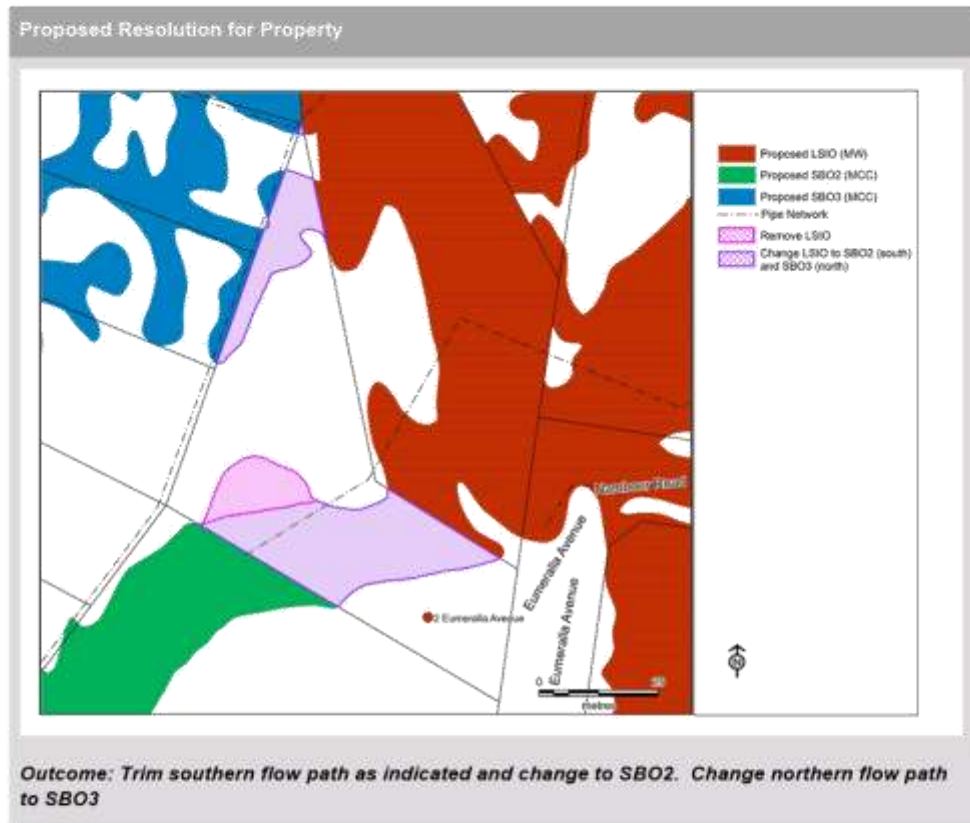 Proposed Resolution for Property
Proposed LSIO (MW)
Proposed SBO2 (MCC)
Proposed SBO3 (MCC)
Pipe Network
Remove LSIO
Change LSIO to SBO2 (south)
and SBO3 (north)
Eumeralla Avenue
2 Eumeralla Avenue
Eumeralla Avenue
0
25
metres
N
Outcome: Trim southern flow path as indicated and change to SBO2. Change northern flow path
to SBO3